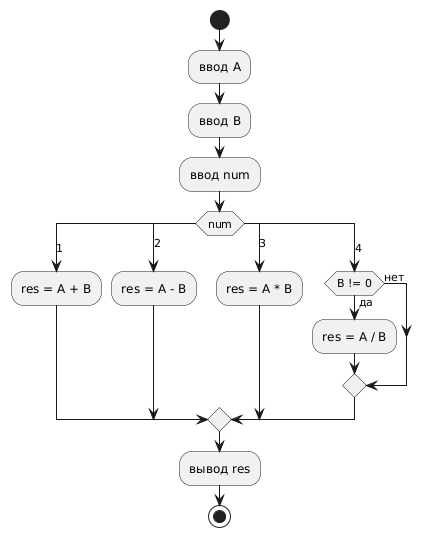 ввод A
ввод B
ввод num
num
1
2
3
4
res = A + B
res = A - B
res = A * B
B != 0
нет
да
res = A / B
вывод res